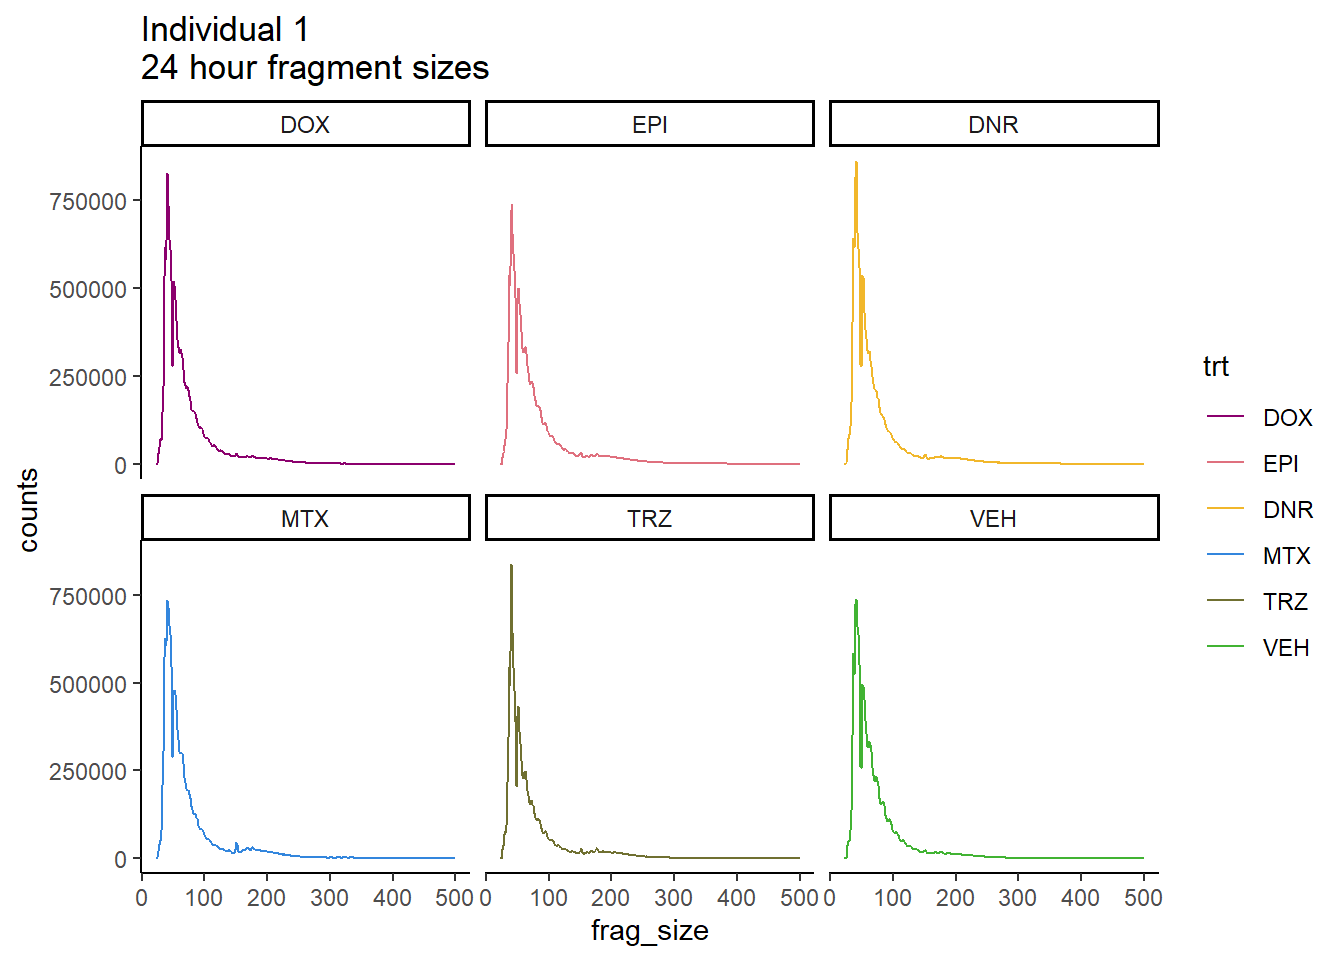 Individual 1
24 hour fragment sizes
DOX
EPI
DNR
750000
500000
250000
0
counts
MTX
TRZ
VEH
750000
500000
250000
0
0 100 200 300 400 500
0 100 200 300 400 500
0 100 200 300 400 500
frag_size
trt
DOX
EPI
DNR
MTX
TRZ
VEH